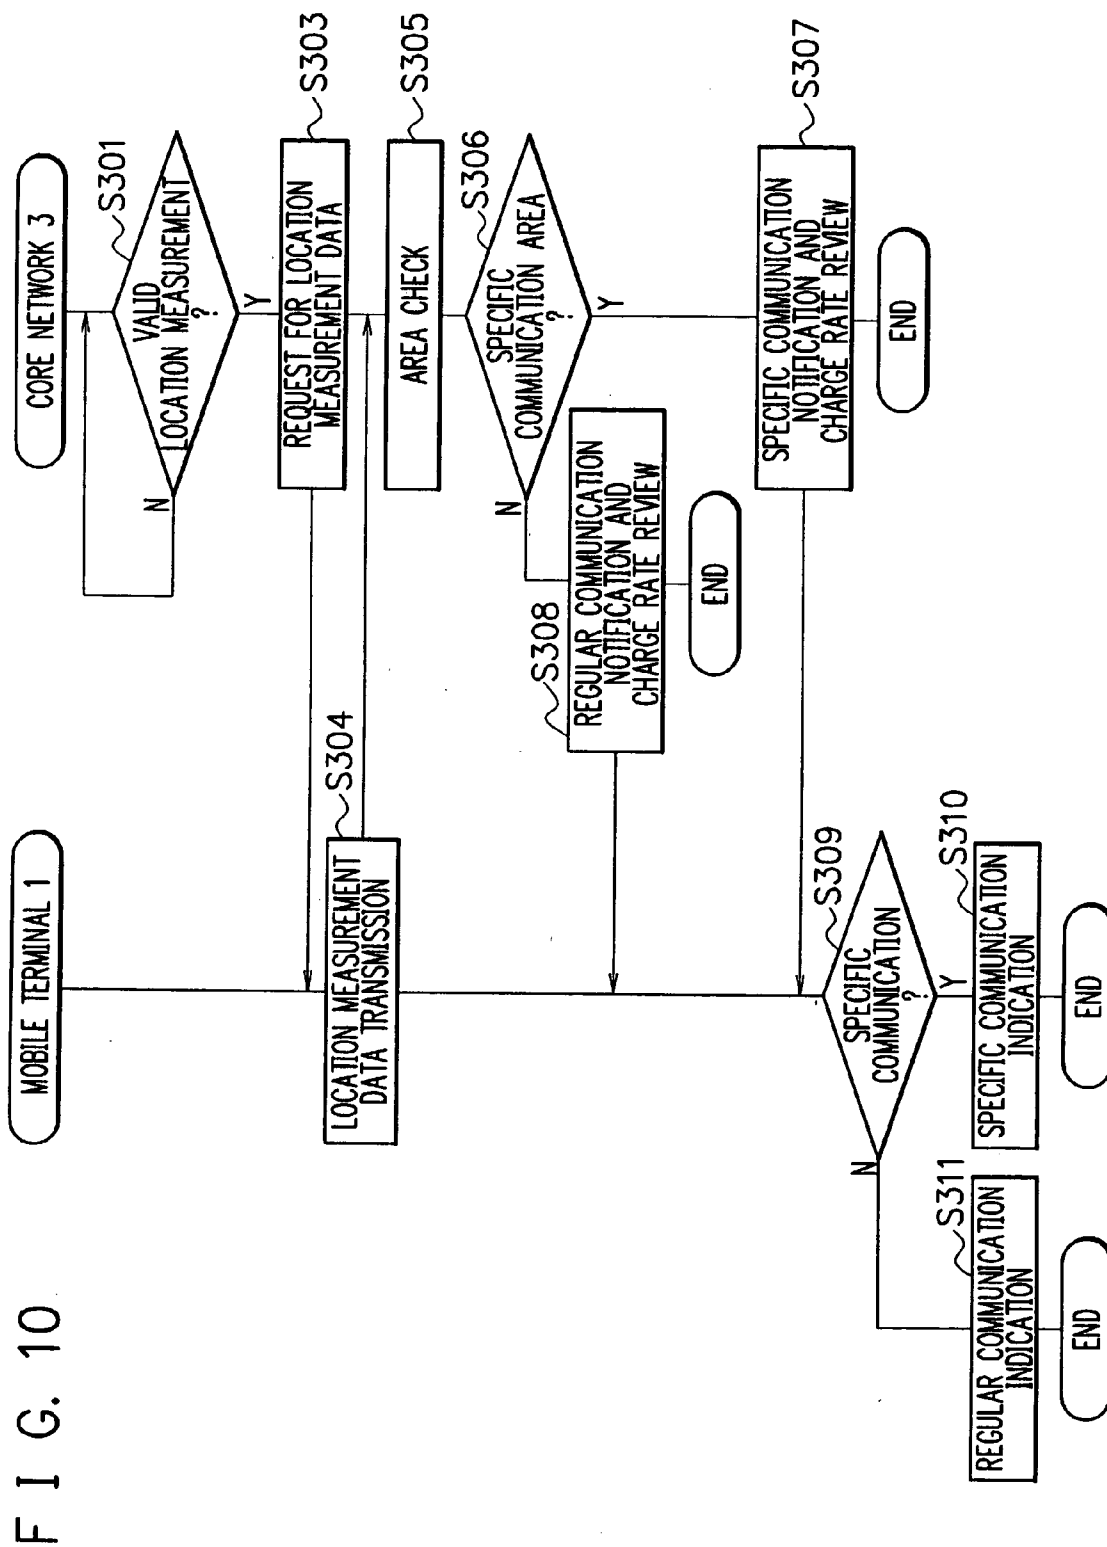 F I G. 10
MOBILE TERMINAL 1
CORE NETWORK 3
S301
VALID
LOCATION MEASUREMENT
?
N
Y
S303
REQUEST FOR LOCATION
MEASUREMENT DATA
S304
LOCATION MEASUREMENT
DATA TRANSMISSION
S305
AREA CHECK
S306
SPECIFIC
COMMUNICATION AREA
?
N
Y
S308
REGULAR COMMUNICATION
NOTIFICATION AND
CHARGE RATE REVIEW
END
S307
SPECIFIC COMMUNICATION
NOTIFICATION AND
CHARGE RATE REVIEW
END
S309
SPECIFIC
COMMUNICATION
?
N
Y
S311
REGULAR COMMUNICATION
INDICATION
END
S310
SPECIFIC COMMUNICATION
INDICATION
END